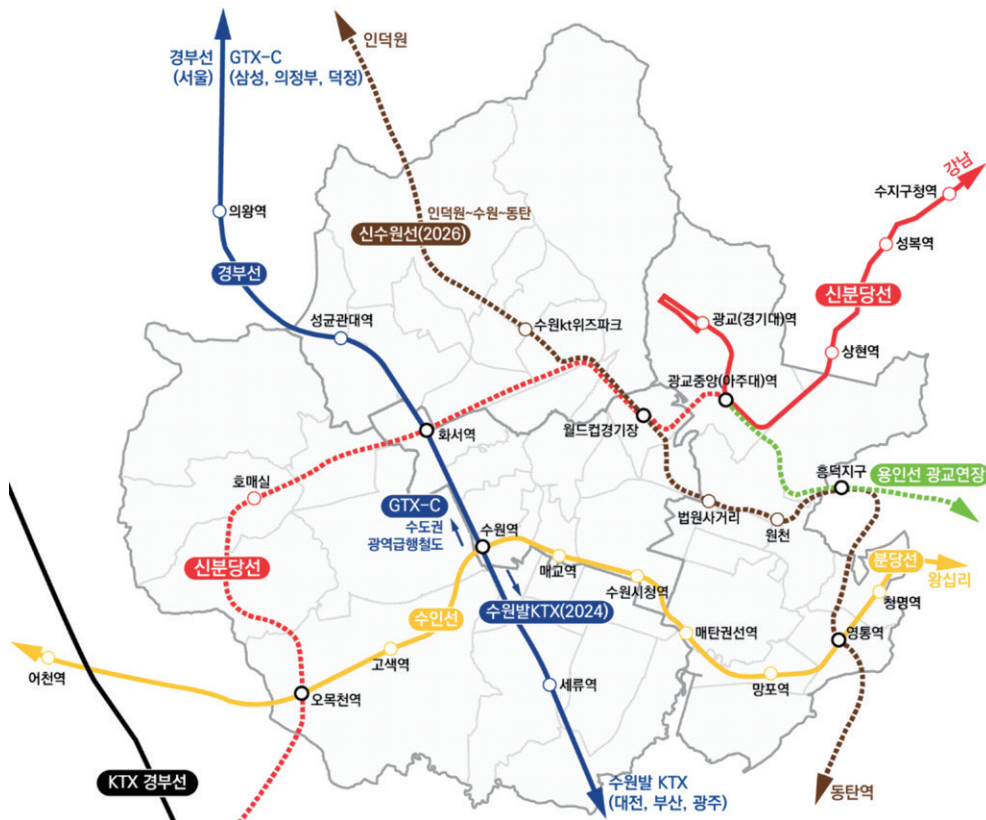 인덕원
경부선
(서울)
GTX-C
(삼성, 의정부, 덕정)
강남
수지구청역
의왕역
인덕원~수원~동탄
신수원선(2026)
성복역
경부선
신분당선
성균관대역
수원kt위즈파크
광교(경기대)역
상현역
광교중앙(아주대)역
월드컵경기장
화서역
호매실
흥덕지구
용인선 광교연장
GTX-C
수도권
광역급행철도
수원역
법원사거리
원천
신분당선
매교역
분당선
왕십리
수원시청역
청명역
수원발KTX(2024)
수인선
매탄권선역
영통역
고색역
어천역
오목천역
세류역
망포역
KTX 경부선
수원발 KTX
(대전, 부산, 광주)
동탄역